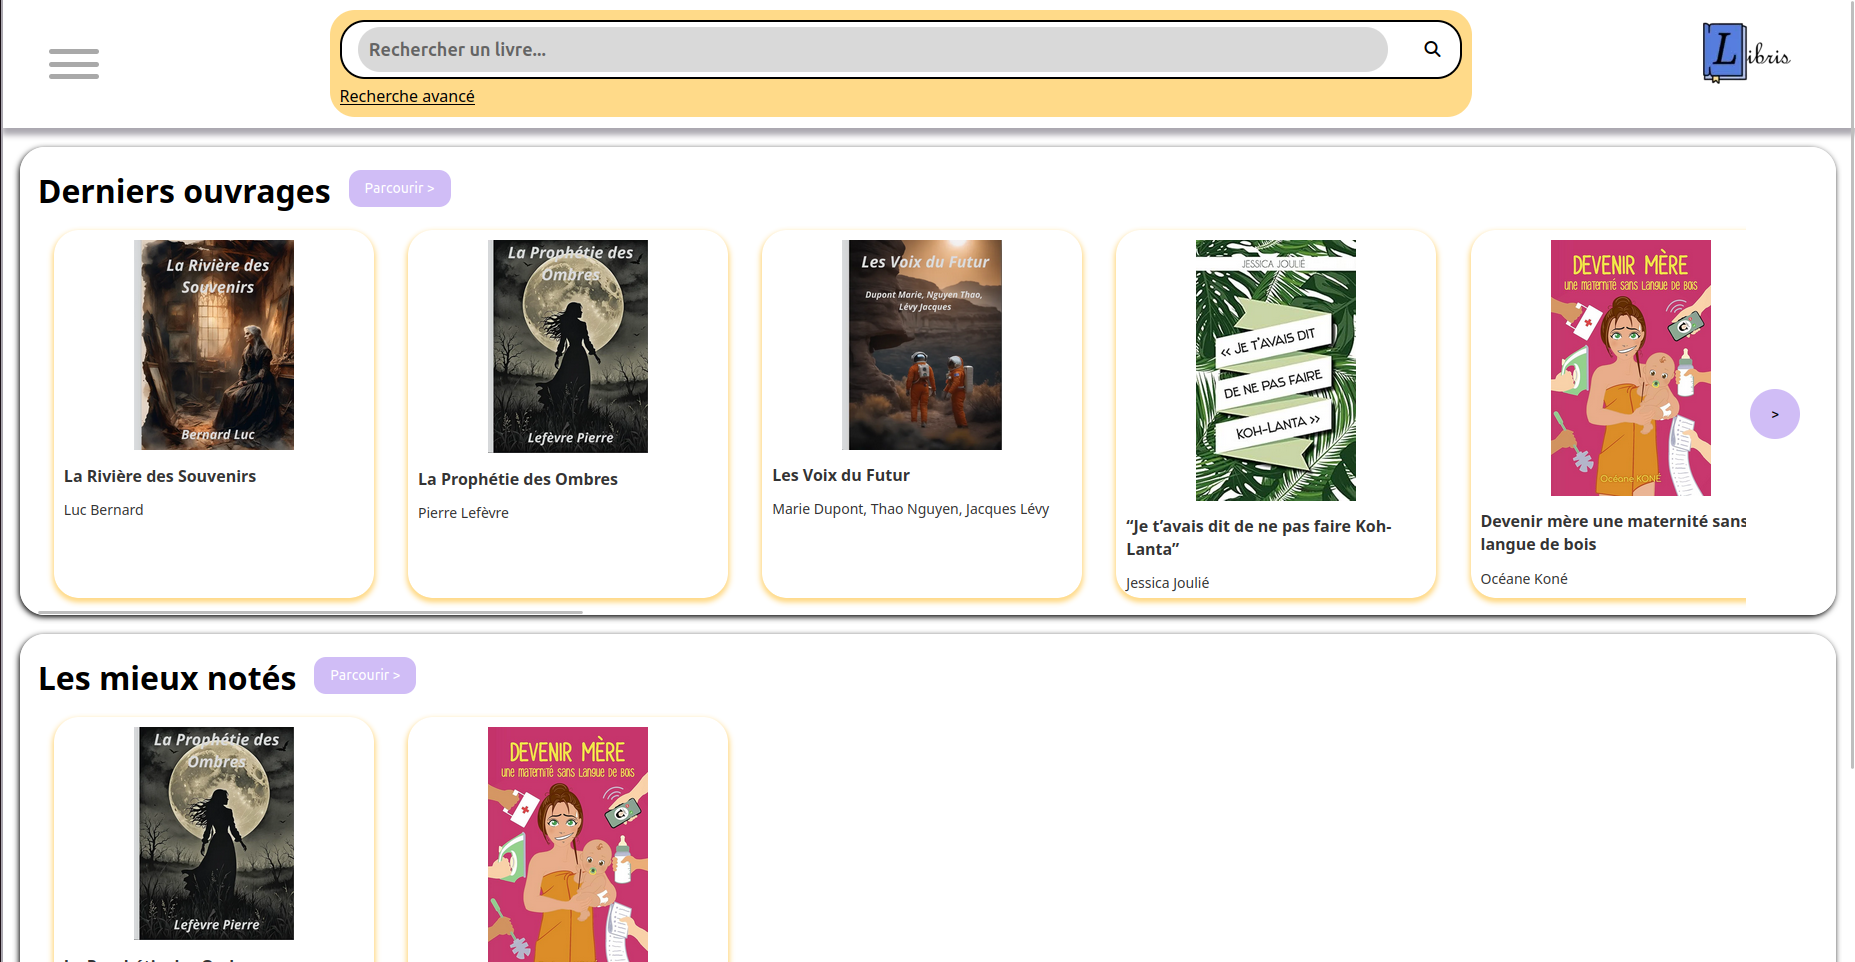 Rechercher un livre...
Recherche avancé
Libris
Derniers ouvrages
Parcourir >
La Rivière des
Souvenirs
Bernard Luc
La Rivière des Souvenirs
Luc Bernard
La Prophétie des
Ombres
Lefèvre Pierre
La Prophétie des Ombres
Pierre Lefèvre
Les Voix du Futur
Dupont Marie, Nguyen Thao,
Lévy Jacques
Les Voix du Futur
Marie Dupont, Thao Nguyen, Jacques Lévy
JESSICA JOULIÉ
« JE T'AVAIS DIT
DE NE PAS FAIRE
KOH-LANTA »
“Je t’avais dit de ne pas faire Koh-
Lanta”
Jessica Joulié
DEVENIR MÈRE
une maternité sans langue de bois
Océane KONÉ
Devenir mère une maternité sans
langue de bois
Océane Koné
>
Les mieux notés
Parcourir >
La Prophétie des
Ombres
Lefèvre Pierre
DEVENIR MÈRE
une maternité sans langue de bois